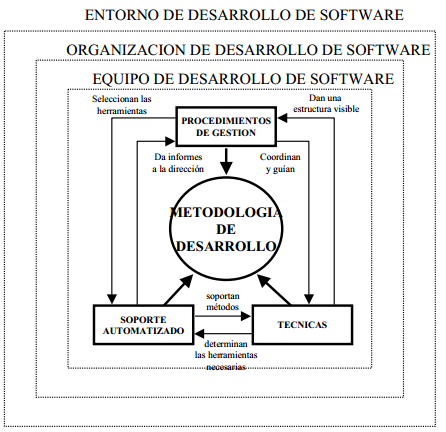 ENTORNO DE DESARROLLO DE SOFTWARE
ORGANIZACION DE DESARROLLO DE SOFTWARE
EQUIPO DE DESARROLLO DE SOFTWARE
Seleccionan las
herramientas
Dan una
estructura visible
PROCEDIMIENTOS
DE GESTION
Da informes
a la dirección
Coordinan
y guían
METODOLOGIA
DE
DESARROLLO
soportan
métodos
SOPORTE
AUTOMATIZADO
TECNICAS
determinan
las herramientas
necesarias